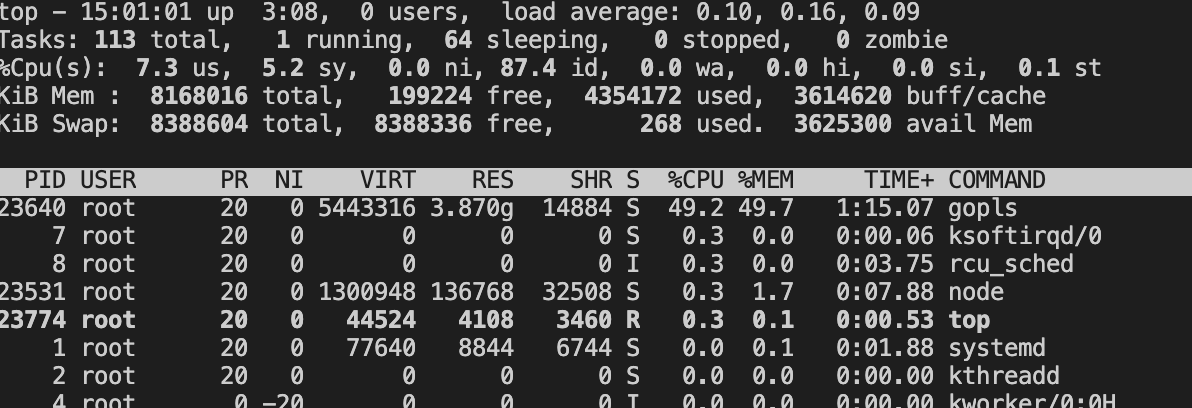 top - 15:01:01 up  3:08,  0 users,  load average: 0.10, 0.16, 0.09
Tasks: 113 total,   1 running,  64 sleeping,   0 stopped,   0 zombie
%Cpu(s):  7.3 us,  5.2 sy,  0.0 ni, 87.4 id,  0.0 wa,  0.0 hi,  0.0 si,  0.1 st
KiB Mem :  8168016 total,   199224 free,  4354172 used,  3614620 buff/cache
KiB Swap:  8388604 total,  8388336 free,      268 used.  3625300 avail Mem
PID USER      PR  NI    VIRT    RES    SHR S  %CPU %MEM     TIME+ COMMAND
23640 root      20   0 5443316 3.870g  14884 S  49.2 49.7   1:15.07 gopls
7 root      20   0       0      0      0 S   0.3  0.0   0:00.06 ksoftirqd/0
8 root      20   0       0      0      0 I   0.3  0.0   0:03.75 rcu_sched
23531 root      20   0 1300948 136768  32508 S   0.3  1.7   0:07.88 node
23774 root      20   0   44524   4108   3460 R   0.3  0.1   0:00.53 top
1 root      20   0   77640   8844   6744 S   0.0  0.1   0:01.88 systemd
2 root      20   0       0      0      0 S   0.0  0.0   0:00.00 kthreadd
4 root       0 -20       0      0      0 I   0.0  0.0   0:00.00 kworker/0:0H